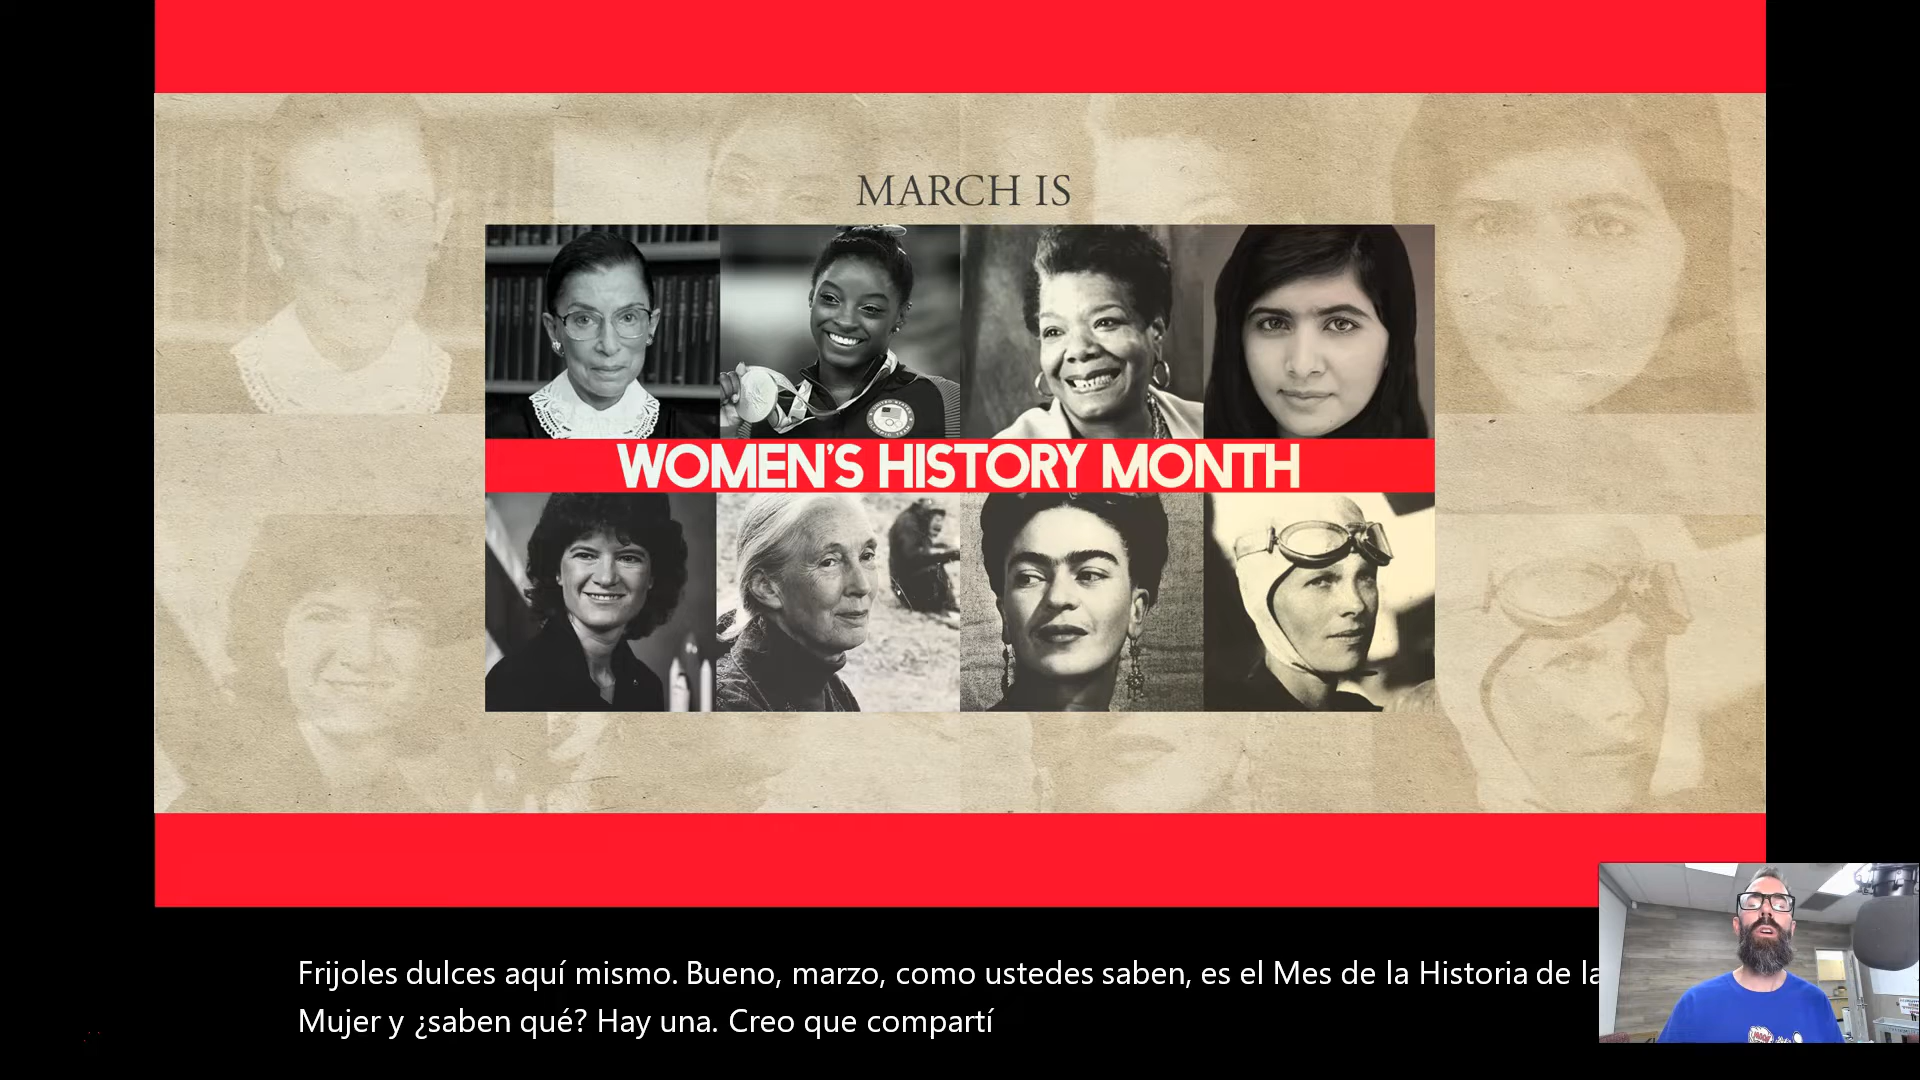 MARCH IS
WOMEN'S HISTORY MONTH
Frijoles dulces aquí mismo. Bueno, marzo, como ustedes saben, es el Mes de la Historia de la
Mujer y ¿saben qué? Hay una. Creo que compartí